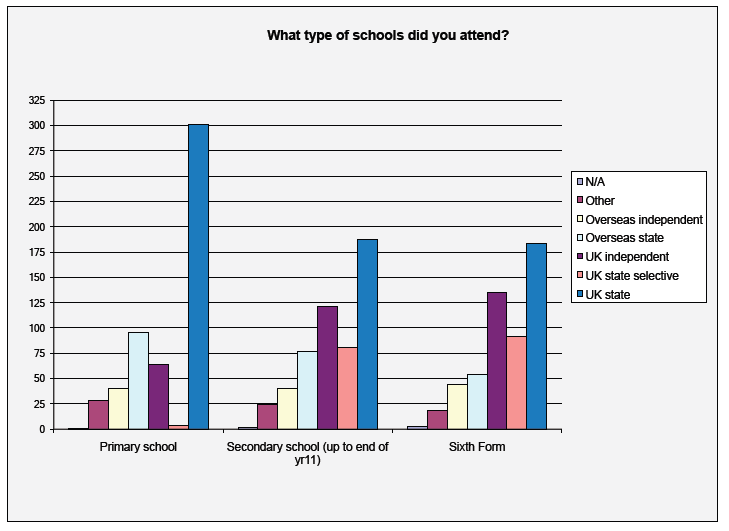 What type of schools did you attend?
325
300
275
250
225
200
175
150
125
100
75
50
25
0
Primary school
Secondary school (up to end of
yr11)
Sixth Form
N/A
Other
Overseas independent
Overseas state
UK independent
UK state selective
UK state